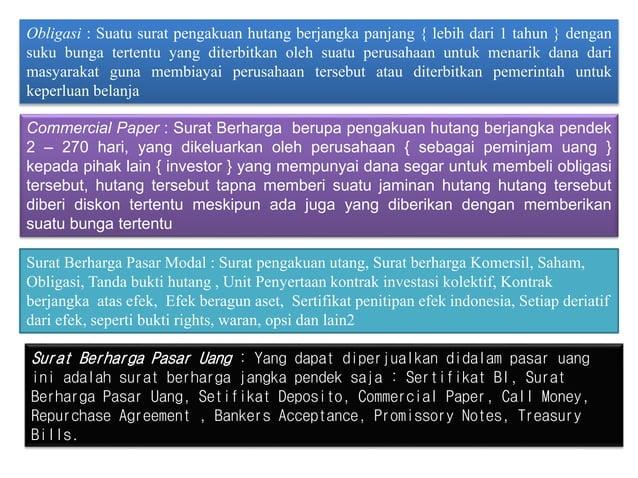 Obligasi : Suatu surat pengakuan hutang berjangka panjang { lebih dari 1 tahun } dengan
suku bunga tertentu yang diterbitkan oleh suatu perusahaan untuk menarik dana dari
masyarakat guna membiayai perusahaan tersebut atau diterbitkan pemerintah untuk
keperluan belanja
Commercial Paper : Surat Berharga berupa pengakuan hutang berjangka pendek
2 – 270 hari, yang dikeluarkan oleh perusahaan { sebagai peminjam uang }
kepada pihak lain { investor } yang mempunyai dana segar untuk membeli obligasi
tersebut, hutang tersebut tapna memberi suatu jaminan hutang hutang tersebut
diberi diskon tertentu meskipun ada juga yang diberikan dengan memberikan
suatu bunga tertentu
Surat Berharga Pasar Modal : Surat pengakuan utang, Surat berharga Komersil, Saham,
Obligasi, Tanda bukti hutang , Unit Penyertaan kontrak investasi kolektif, Kontrak
berjangka atas efek, Efek beragun aset, Sertifikat penitipan efek indonesia, Setiap deriatif
dari efek, seperti bukti rights, waran, opsi dan lain2
Surat Berharga Pasar Uang : Yang dapat diperjualkan didalam pasar uang
ini adalah surat berharga jangka pendek saja : Sertifikat BI, Surat
Berharga Pasar Uang, Setifikat Deposito, Commercial Paper, Call Money,
Repurchase Agreement , Bankers Acceptance, Promissory Notes, Treasury
Bills.